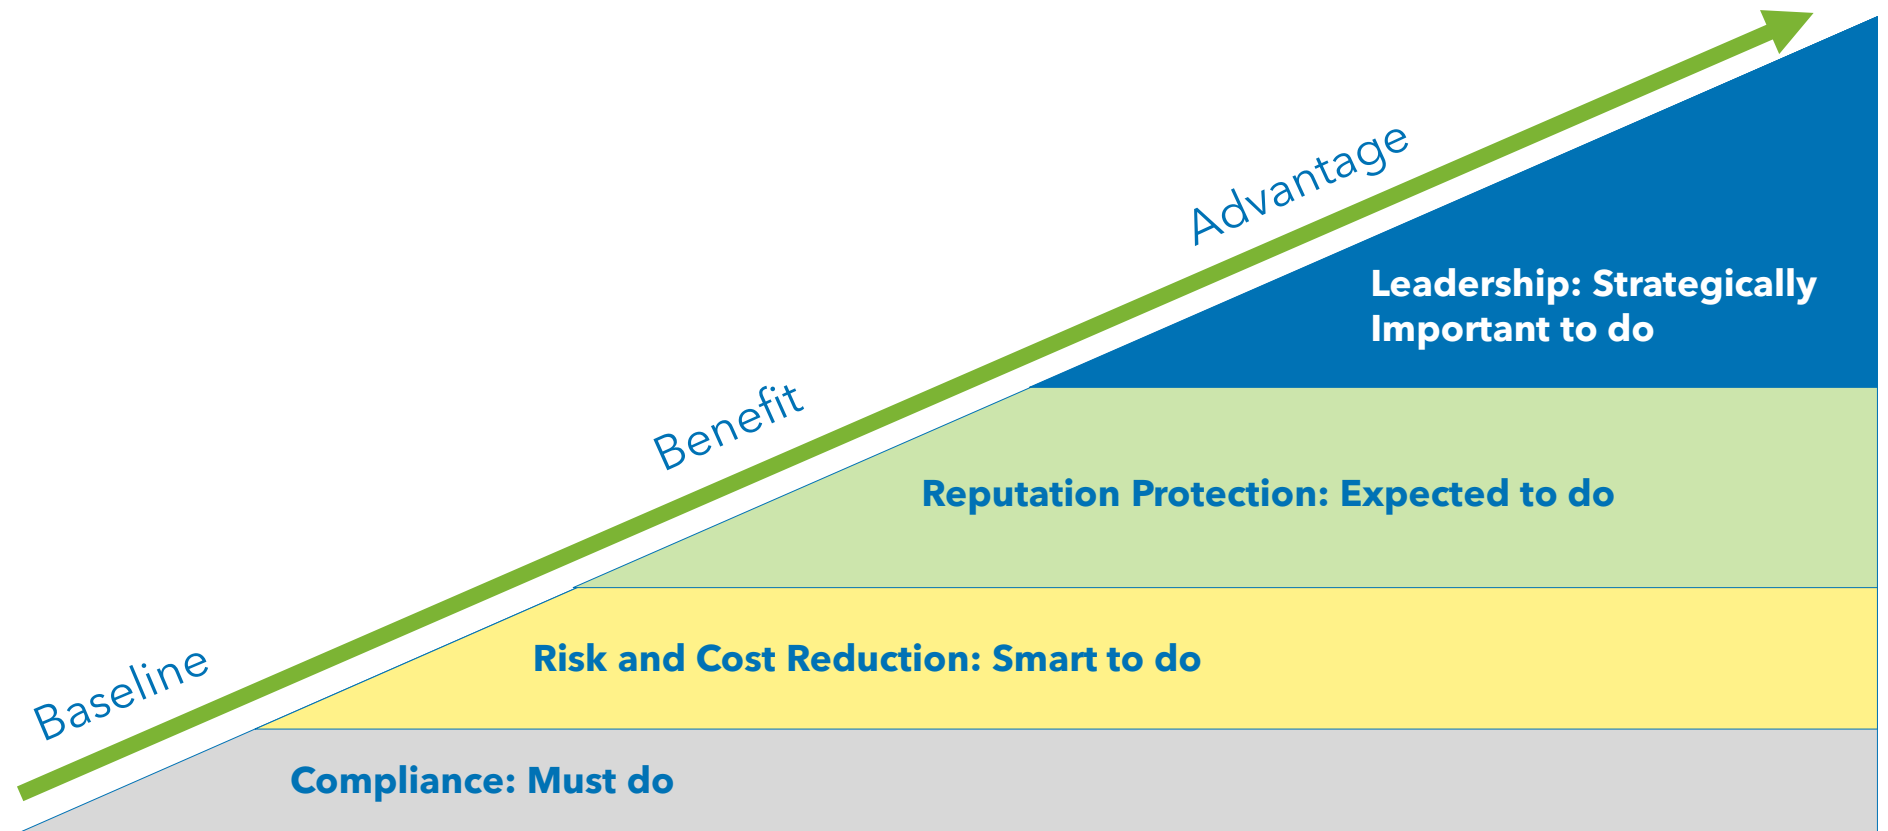 Advantage
Leadership: Strategically
Important to do
Benefit
Reputation Protection: Expected to do
Baseline
Risk and Cost Reduction: Smart to do
Compliance: Must do